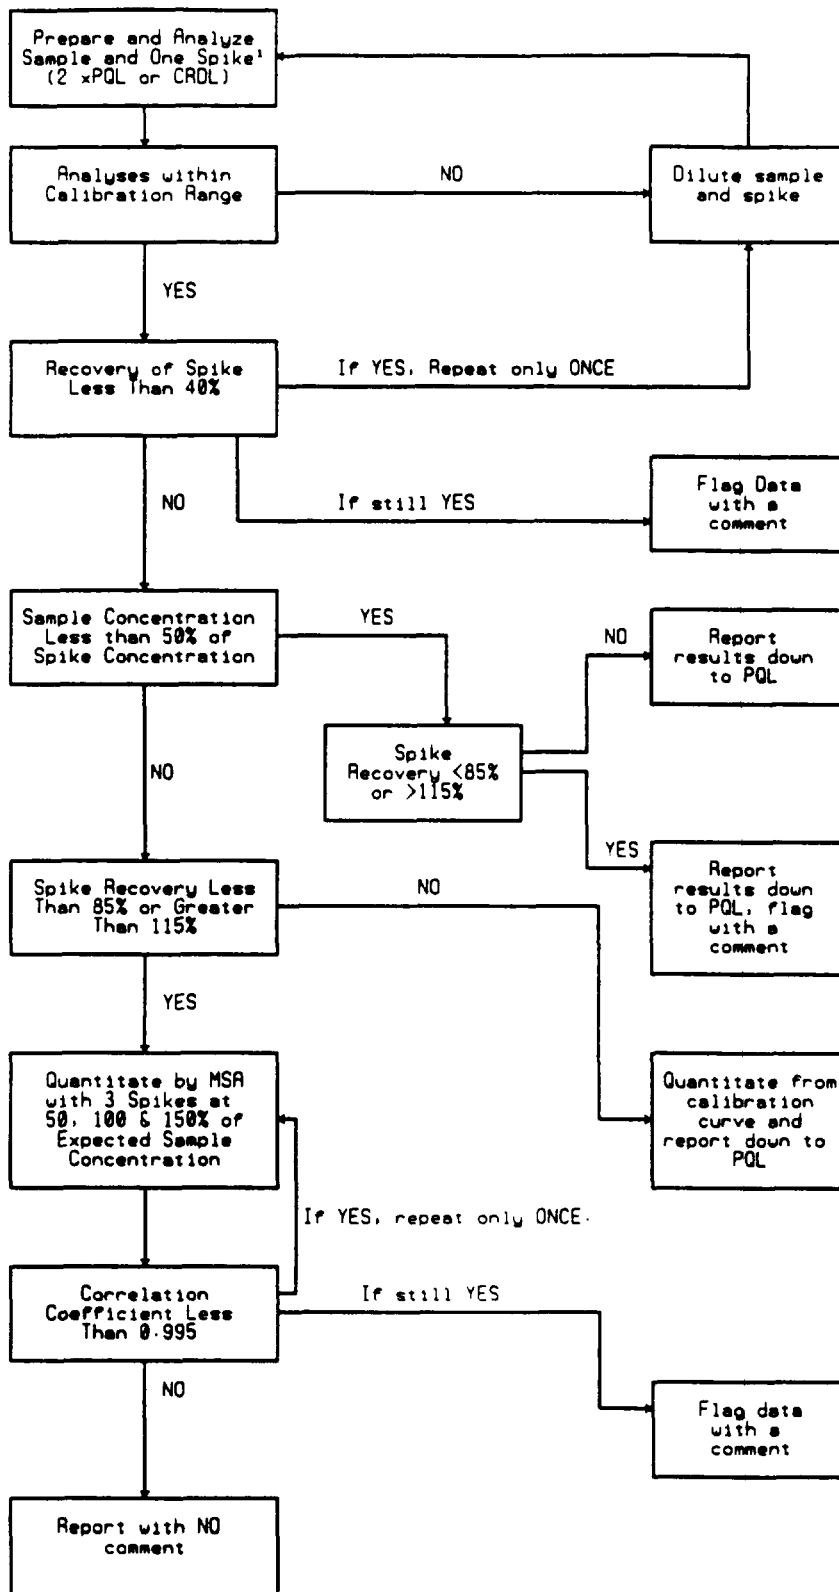 Prepare and Analyze
Sample and One Spike¹
(2 xPQL or CRDL)
Analyses within
Calibration Range
NO
Dilute sample
and spike
YES
Recovery of Spike
Less Than 40%
If YES, Repeat only ONCE
NO
If still YES
Flag Data
with a
comment
Sample Concentration
Less than 50% of
Spike Concentration
YES
NO
Report
results down
to PQL
Spike
Recovery <85%
or >115%
NO
YES
Report
results down
to PQL, flag
with a
comment
Spike Recovery Less
Than 85% or Greater
Than 115%
NO
YES
Quantitate by MSA
with 3 Spikes at
50, 100 & 150% of
Expected Sample
Concentration
Quantitate from
calibration
curve and
report down to
PQL
If YES, repeat only ONCE.
Correlation
Coefficient Less
Than 0.995
If still YES
NO
Flag data
with a
comment
Report with NO
comment